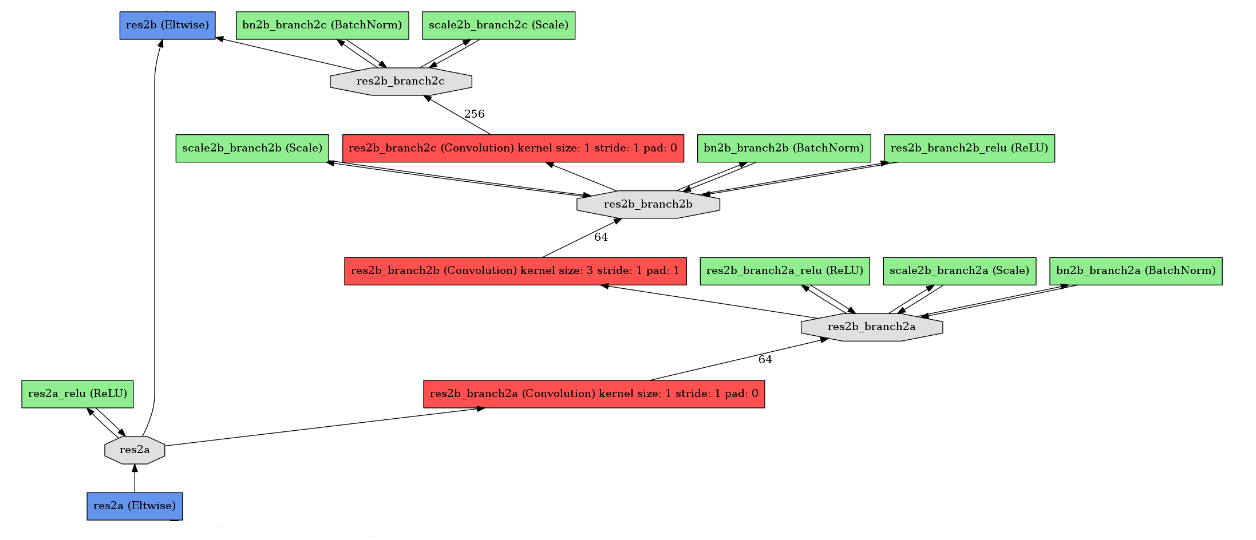 res2b (Eltwise)
bn2b_branch2c (BatchNorm)
scale2b_branch2c (Scale)
res2b_branch2c
256
scale2b_branch2b (Scale)
res2b_branch2c (Convolution) kernel size: 1 stride: 1 pad: 0
bn2b_branch2b (BatchNorm)
res2b_branch2b_relu (ReLU)
res2b_branch2b
64
res2b_branch2b (Convolution) kernel size: 3 stride: 1 pad: 1
res2b_branch2a_relu (ReLU)
scale2b_branch2a (Scale)
bn2b_branch2a (BatchNorm)
res2b_branch2a
64
res2a_relu (ReLU)
res2b_branch2a (Convolution) kernel size: 1 stride: 1 pad: 0
res2a
res2a (Eltwise)